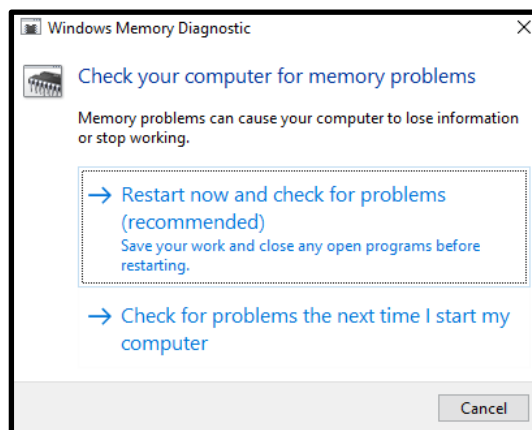 Windows Memory Diagnostic
Check your computer for memory problems
Memory problems can cause your computer to lose information
or stop working.
Restart now and check for problems
(recommended)
Save your work and close any open programs before
restarting.
Check for problems the next time I start my
computer
Cancel